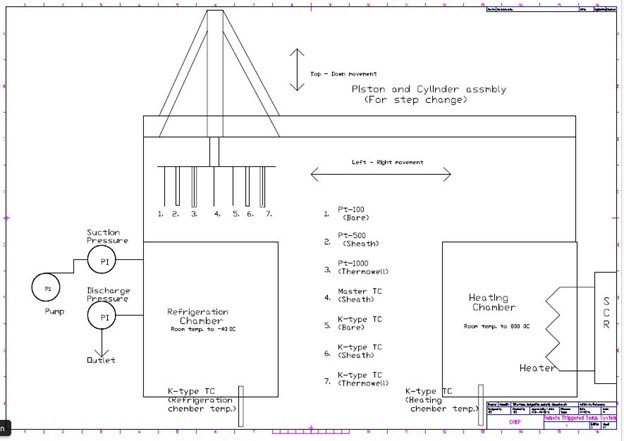 Top - Down movement
Piston and Cylinder assmbly
(For step change)
Left - Right movement
1. 2. 3. 4. 5. 6. 7.
1. Pt-100
(Bare)
2. Pt-500
(Sheath)
3. Pt-1000
(Thermowell)
4. Master TC
(Sheath)
5. K-type TC
(Bare)
6. K-type TC
(Sheath)
7. K-type TC
(Thermowell)
Suction
Pressure
PI
Pump
Discharge
Pressure
PI
Outlet
Refrigeration
Chamber
Room temp. to -40 0C
Heating
Chamber
Room temp. to 800 0C
Heater
SCR
K-type TC
(Refrigeration
chember temp.)
K-type TC
(Heating
chember temp.)